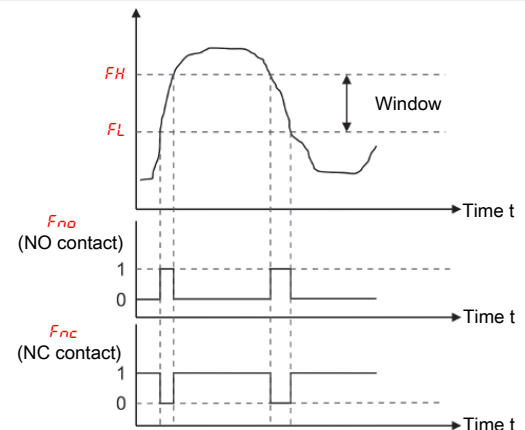 FH
Window
FL
Time t
Fno
(NO contact)
1
0
Time t
Fnc
(NC contact)
1
0
Time t